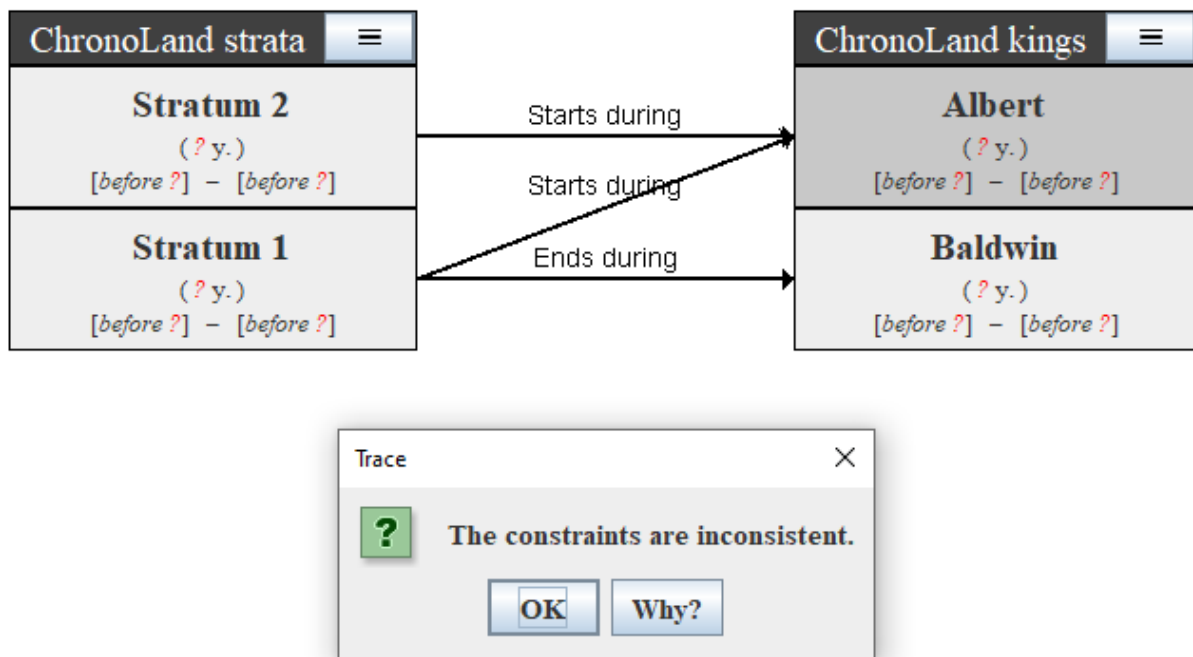 ChronoLand strata ≡
Stratum 2
( ? y. )
[before ?] – [before ?]
Stratum 1
( ? y. )
[before ?] – [before ?]
Starts during
Starts during
Ends during
ChronoLand kings ≡
Albert
( ? y. )
[before ?] – [before ?]
Baldwin
( ? y. )
[before ?] – [before ?]
Trace
?
The constraints are inconsistent.
OK Why?